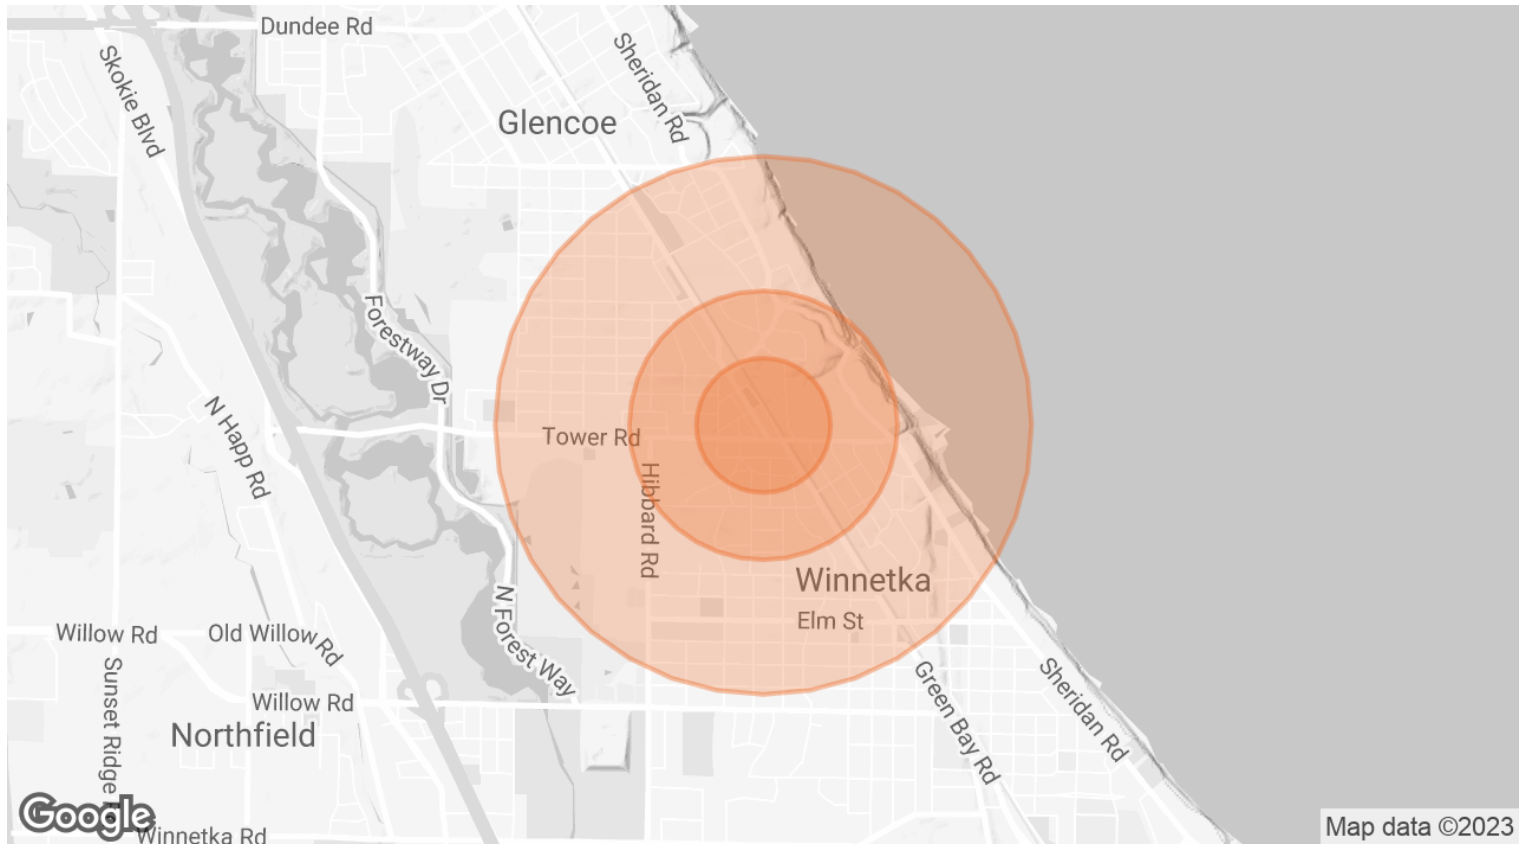 Dundee Rd
Skokie Blvd
Sheridan Rd
Glencoe
Forestway Dr
N Happ Rd
Tower Rd
Hibbard Rd
Winnetka
Elm St
N Forest Way
Willow Rd
Old Willow Rd
Sunset Ridge
Willow Rd
Northfield
Green Bay Rd
Sheridan Rd
Google
Winnetka Rd
Map data ©2023